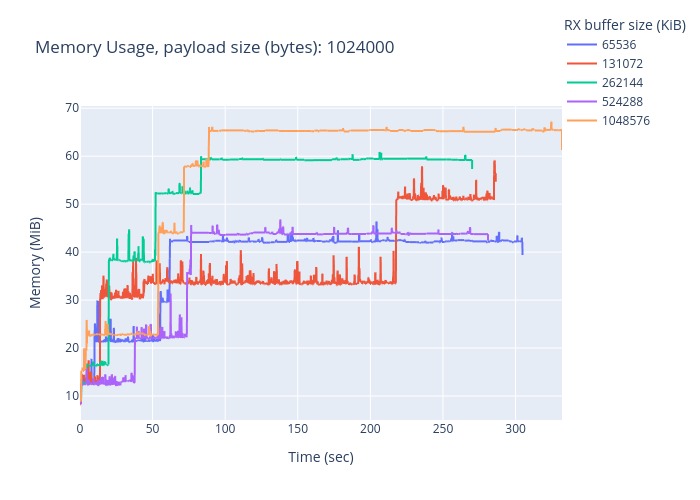 Memory Usage, payload size (bytes): 1024000
RX buffer size (KiB)
65536
131072
262144
524288
1048576
70
60
50
40
30
20
10
Memory (MiB)
0 50 100 150 200 250 300
Time (sec)